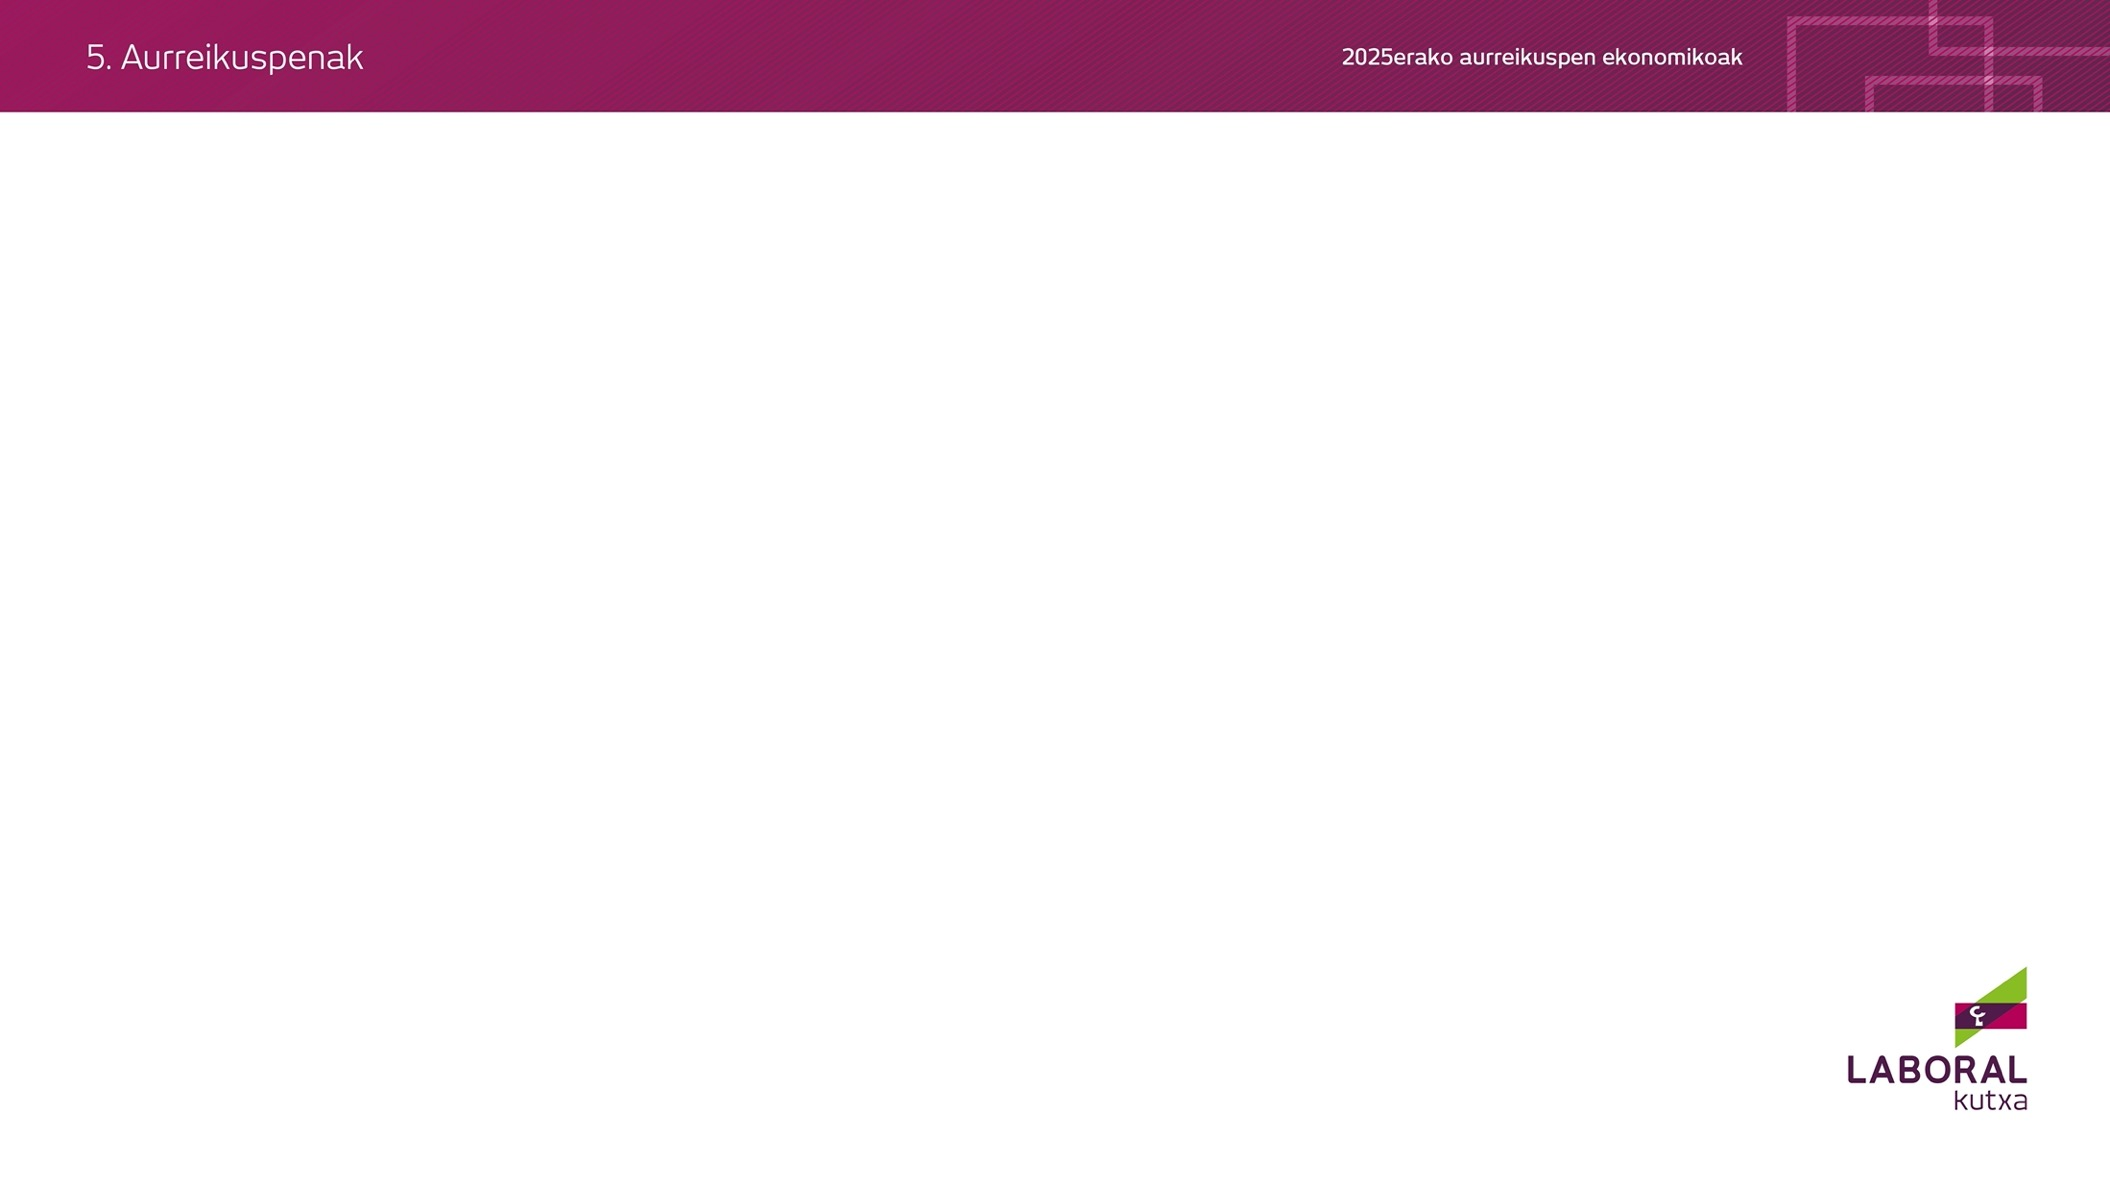 5. Aurreikuspenak
2025erako aurreikuspen ekonomikoak
LABORAL
kutxa